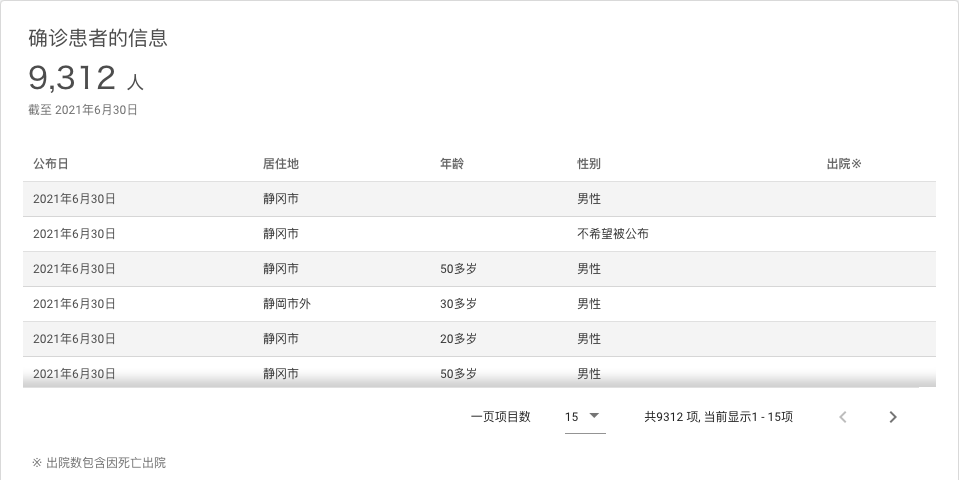 确诊患者的信息
9,312 人
截至 2021年6月30日
公布日 居住地 年龄 性别 出院※
2021年6月30日 静冈市 男性
2021年6月30日 静冈市 不希望被公布
2021年6月30日 静冈市 50多岁 男性
2021年6月30日 静岡市外 30多岁 男性
2021年6月30日 静冈市 20多岁 男性
2021年6月30日 静冈市 50多岁 男性
一页项目数 15 共9312 项, 当前显示1 - 15项
※ 出院数包含因死亡出院